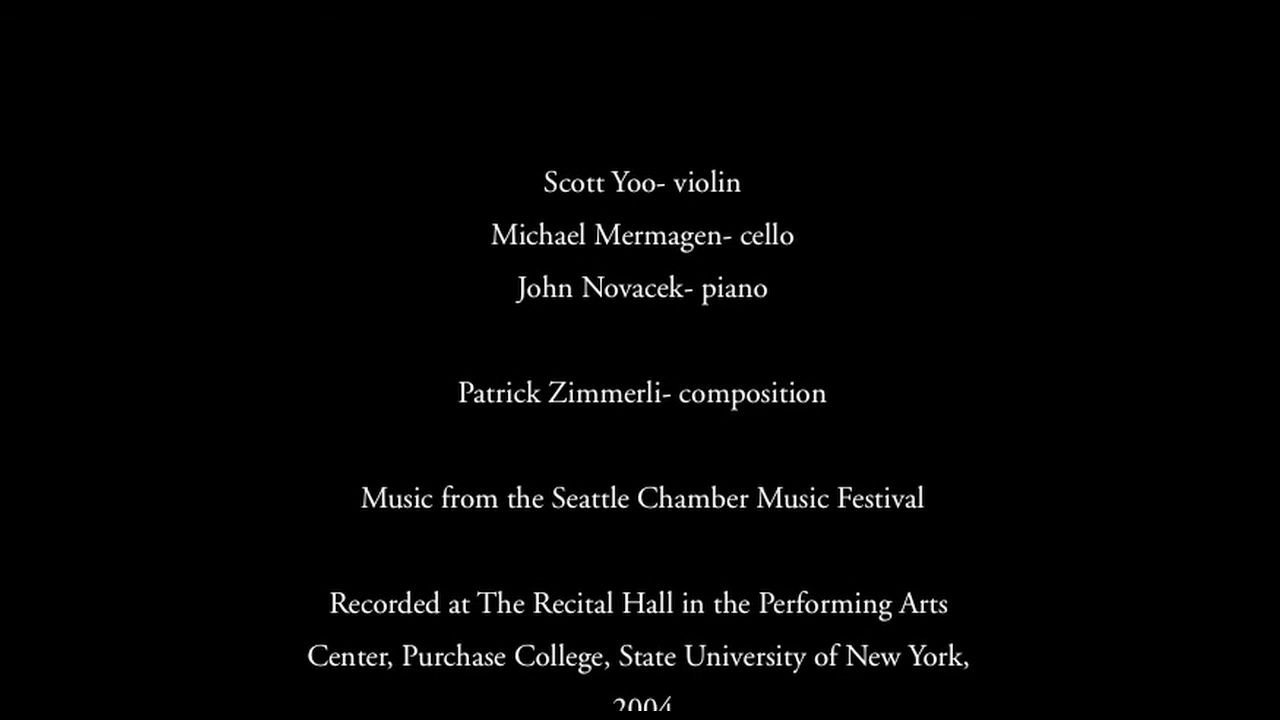 Scott Yoo- violin
Michael Mermagen- cello
John Novacek- piano
Patrick Zimmerli- composition
Music from the Seattle Chamber Music Festival
Recorded at The Recital Hall in the Performing Arts
Center, Purchase College, State University of New York,
2004